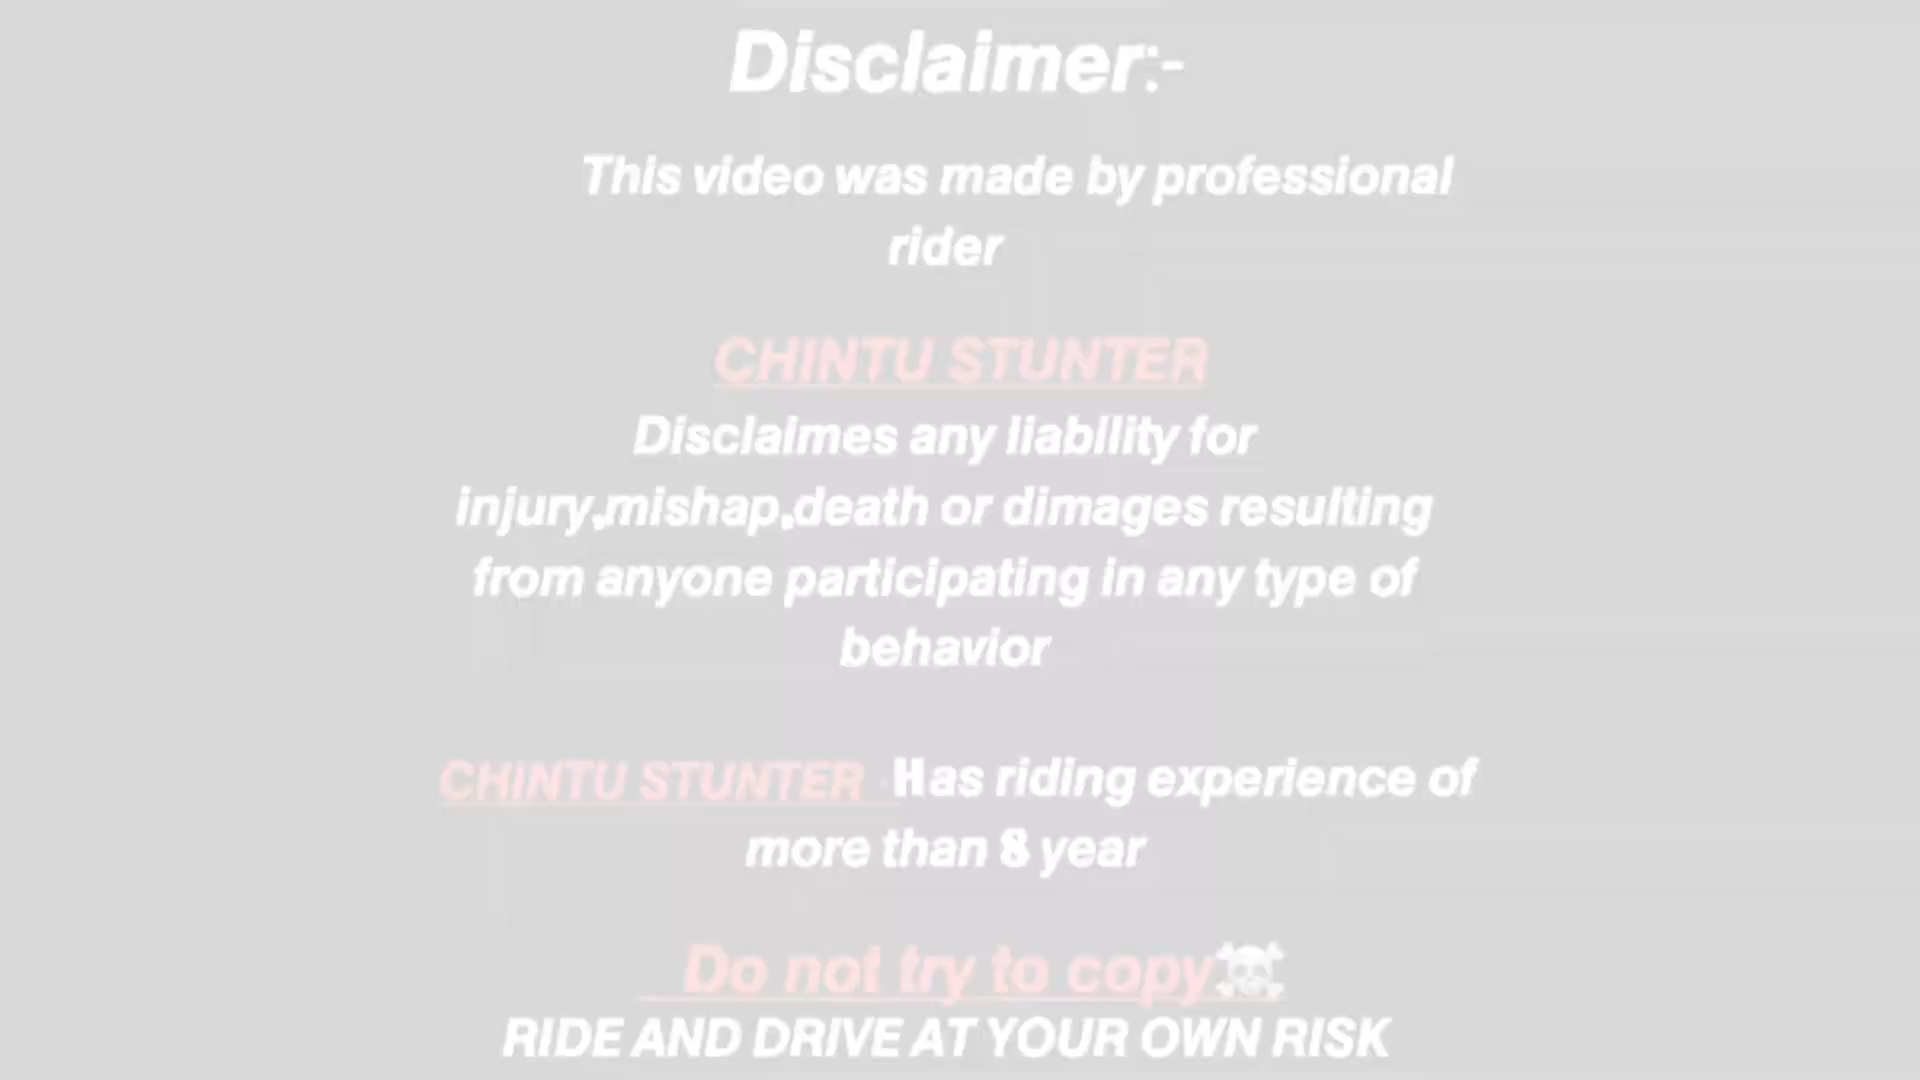 Disclaimer:-
This video was made by professional
rider
CHINTU STUNTER
Disclaimes any liability for
injury,mishap,death or dimages resulting
from anyone participating in any type of
behavior
CHINTU STUNTER -Has riding experience of
more than 8 year
Do not try to copy☠
RIDE AND DRIVE AT YOUR OWN RISK